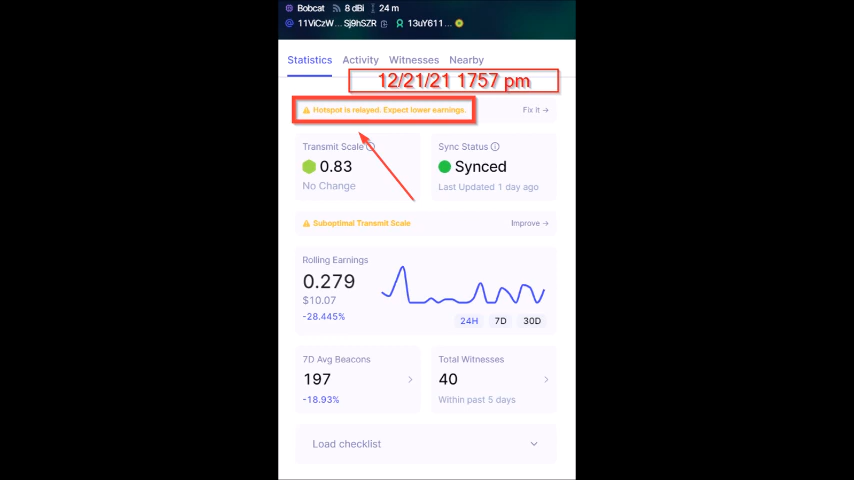 Bobcat 8 dBi 24 m
11ViCzW...Sj9hSZR 13uY611...
Statistics Activity Witnesses Nearby
12/21/21 1757 pm
Hotspot is relayed. Expect lower earnings. Fix it →
Transmit Scale Sync Status
0.83 Synced
No Change Last Updated 1 day ago
Suboptimal Transmit Scale Improve →
Rolling Earnings
0.279
$10.07
-28.445%
24H 7D 30D
7D Avg Beacons Total Witnesses
197 40
-18.93% Within past 5 days
Load checklist